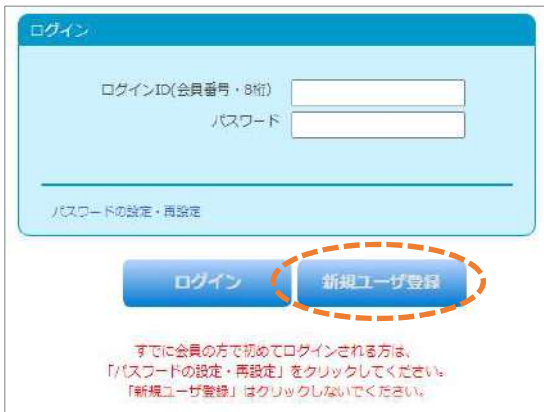 ログイン
ログインID(会員番号・8桁)
パスワード
パスワードの設定・再設定
ログイン
新規ユーザ登録
すでに会員の方で初めてログインされる方は、
「パスワードの設定・再設定」をクリックしてください。
「新規ユーザ登録」はクリックしないでください。